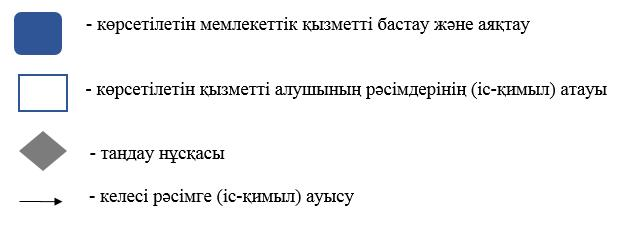 - көрсетілетін мемлекеттік қызметті бастау және аяқтау
- көрсетілетін қызметті алушының рәсімдерінің (іс-қимыл) атауы
- таңдау нұсқасы
- келесі рәсімге (іс-қимыл) ауысу